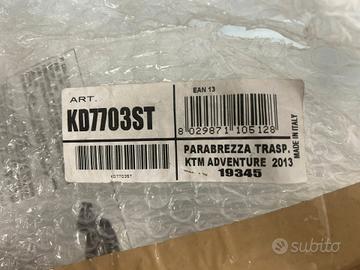 ART.
EAN 13
KD7703ST
8 029871 105128
MADE IN ITALY
KD7703ST
PARABREZZA TRASP.
KTM ADVENTURE 2013
19345
subito